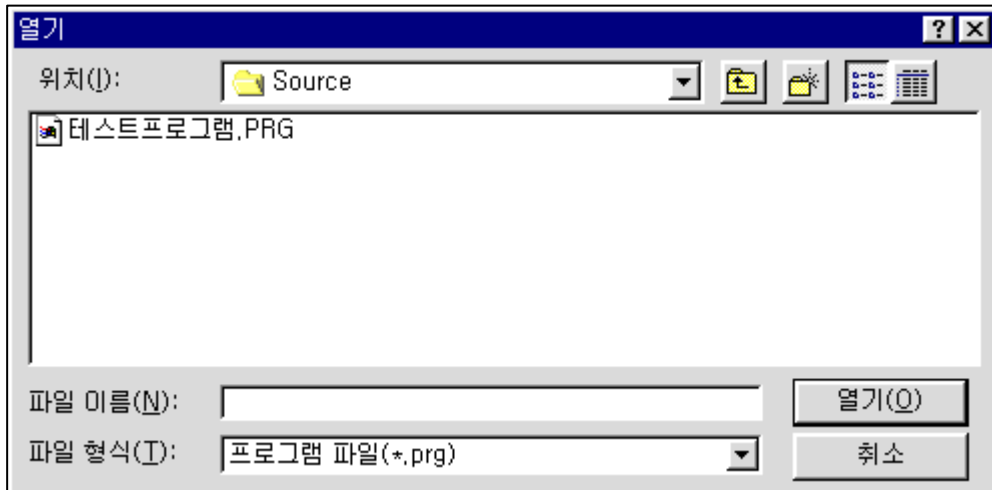 열기
위치(I): Source
테스트프로그램.PRG
파일 이름(N): 열기(O)
파일 형식(T): 프로그램 파일(*.prg) 취소